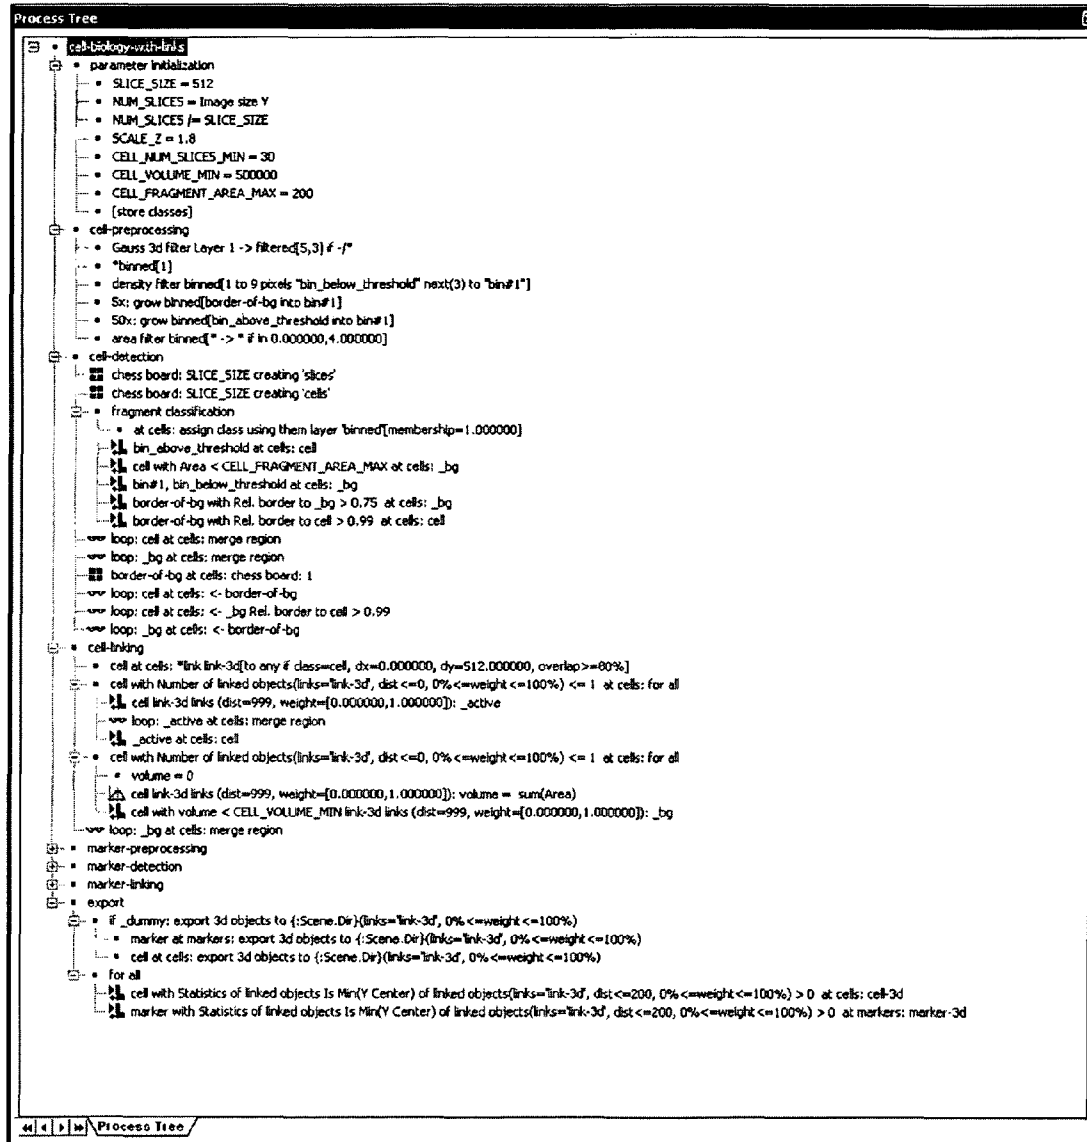 Process Tree
cell-biology-with-links
parameter initialization
SLICE_SIZE = 512
NUM_SLICES = Image size Y
NUM_SLICES /= SLICE_SIZE
SCALE_Z = 1.8
CELL_NUM_SLICES_MIN = 30
CELL_VOLUME_MIN = 500000
CELL_FRAGMENT_AREA_MAX = 200
[store classes]
cell-preprocessing
Gauss 3d filter Layer 1 -> filtered[5,3] if -/*
*binned[1]
density filter binned[1 to 9 pixels "bin_below_threshold" next(3) to "bin#1"]
5x: grow binned[border-of-bg into bin#1]
50x: grow binned[bin_above_threshold into bin#1]
area filter binned[* -> * if in 0.000000,4.000000]
cell-detection
chess board: SLICE_SIZE creating 'slices'
chess board: SLICE_SIZE creating 'cells'
fragment classification
at cells: assign class using them layer 'binned'[membership=1.000000]
bin_above_threshold at cells: cell
cell with Area < CELL_FRAGMENT_AREA_MAX at cells: _bg
bin#1, bin_below_threshold at cells: _bg
border-of-bg with Rel. border to _bg > 0.75 at cells: _bg
border-of-bg with Rel. border to cell > 0.99 at cells: cell
loop: cell at cells: merge region
loop: _bg at cells: merge region
border-of-bg at cells: chess board: 1
loop: cell at cells: <- border-of-bg
loop: cell at cells: <- _bg Rel. border to cell > 0.99
loop: _bg at cells: <- border-of-bg
cell-linking
cell at cells: *link link-3d[to any if class=cell, dx=0.000000, dy=512.000000, overlap>=80%]
cell with Number of linked objects(links='link-3d', dist<=0, 0%<=weight<=100%) <= 1 at cells: for all
cell link-3d links (dist=999, weight=[0.000000,1.000000]): _active
loop: _active at cells: merge region
_active at cells: cell
cell with Number of linked objects(links='link-3d', dist<=0, 0%<=weight<=100%) <= 1 at cells: for all
volume = 0
cell link-3d links (dist=999, weight=[0.000000,1.000000]): volume = sum(Area)
cell with volume < CELL_VOLUME_MIN link-3d links (dist=999, weight=[0.000000,1.000000]): _bg
loop: _bg at cells: merge region
marker-preprocessing
marker-detection
marker-linking
export
if _dummy: export 3d objects to {:Scene.Dir}(links='link-3d', 0%<=weight<=100%)
marker at markers: export 3d objects to {:Scene.Dir}(links='link-3d', 0%<=weight<=100%)
cell at cells: export 3d objects to {:Scene.Dir}(links='link-3d', 0%<=weight<=100%)
for all
cell with Statistics of linked objects Is Min(Y Center) of linked objects(links='link-3d', dist<=200, 0%<=weight<=100%) > 0 at cells: cell-3d
marker with Statistics of linked objects Is Min(Y Center) of linked objects(links='link-3d', dist<=200, 0%<=weight<=100%) > 0 at markers: marker-3d
Process Tree